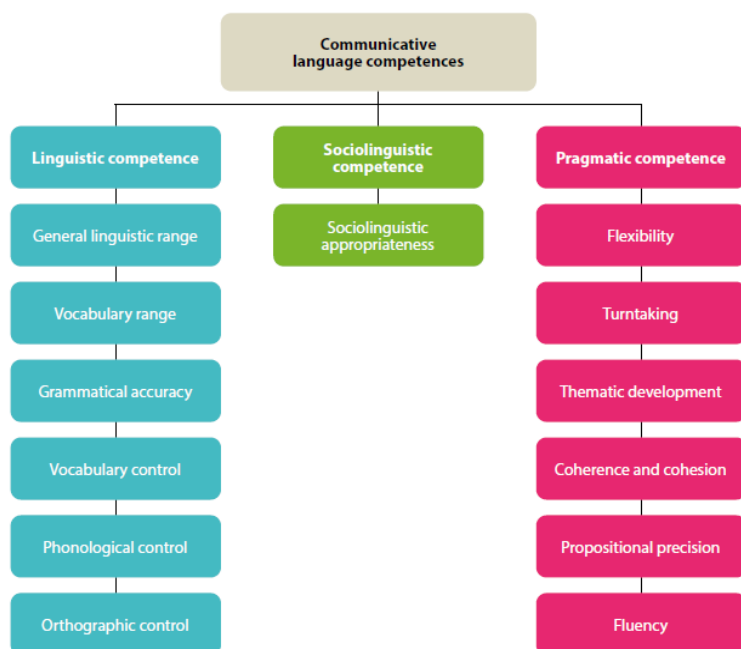 Communicative
language competences
Linguistic competence
General linguistic range
Vocabulary range
Grammatical accuracy
Vocabulary control
Phonological control
Orthographic control
Sociolinguistic
competence
Sociolinguistic
appropriateness
Pragmatic competence
Flexibility
Turntaking
Thematic development
Coherence and cohesion
Propositional precision
Fluency